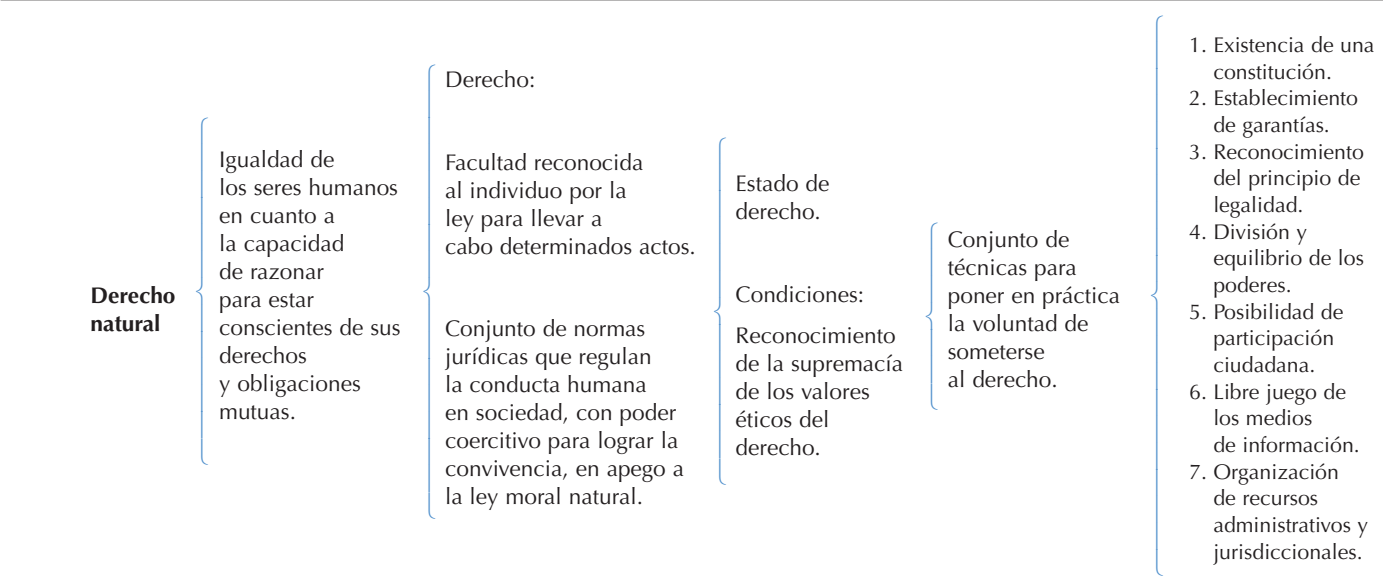 Derecho
natural
Igualdad de
los seres humanos
en cuanto a
la capacidad
de razonar
para estar
conscientes de sus
derechos
y obligaciones
mutuas.
Derecho:
Facultad reconocida
al individuo por la
ley para llevar a
cabo determinados actos.
Conjunto de normas
jurídicas que regulan
la conducta humana
en sociedad, con poder
coercitivo para lograr la
convivencia, en apego a
la ley moral natural.
Estado de
derecho.
Condiciones:
Reconocimiento
de la supremacía
de los valores
éticos del
derecho.
Conjunto de
técnicas para
poner en práctica
la voluntad de
someterse
al derecho.
1. Existencia de una
constitución.
2. Establecimiento
de garantías.
3. Reconocimiento
del principio de
legalidad.
4. División y
equilibrio de los
poderes.
5. Posibilidad de
participación
ciudadana.
6. Libre juego de
los medios
de información.
7. Organización
de recursos
administrativos y
jurisdiccionales.